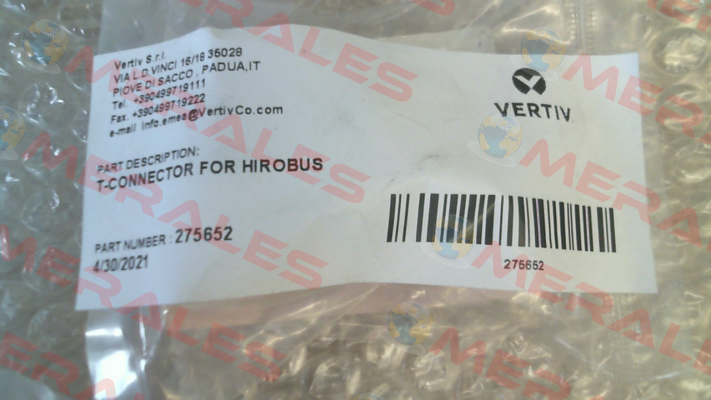 Vertiv S.r.l.
VIA L.D.VINCI 16/18 35028
PIOVE DI SACCO , PADUA,IT
Tel. +390499719111
Fax. +390499719222
e-mail info.emea@VertivCo.com
VERTIV
PART DESCRIPTION:
T-CONNECTOR FOR HIROBUS
PART NUMBER : 275652
4/30/2021
275652
MERALES
MERALES
MERALES
MERALES
MERALES